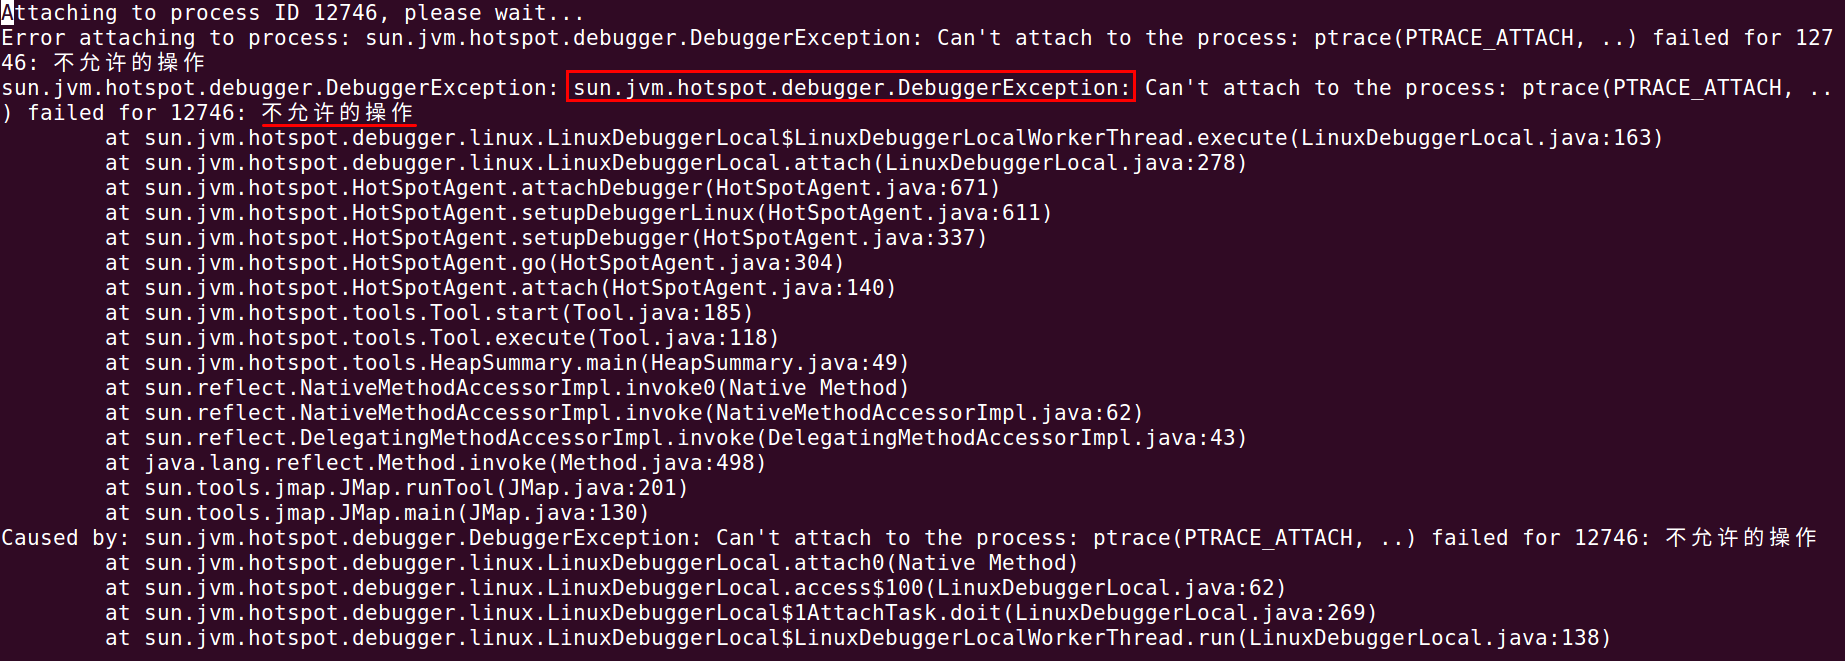 Attaching to process ID 12746, please wait...
Error attaching to process: sun.jvm.hotspot.debugger.DebuggerException: Can't attach to the process: ptrace(PTRACE_ATTACH, ..) failed for 127
46: 不允许的操作
sun.jvm.hotspot.debugger.DebuggerException: sun.jvm.hotspot.debugger.DebuggerException: Can't attach to the process: ptrace(PTRACE_ATTACH, ..
) failed for 12746: 不允许的操作
        at sun.jvm.hotspot.debugger.linux.LinuxDebuggerLocal$LinuxDebuggerLocalWorkerThread.execute(LinuxDebuggerLocal.java:163)
        at sun.jvm.hotspot.debugger.linux.LinuxDebuggerLocal.attach(LinuxDebuggerLocal.java:278)
        at sun.jvm.hotspot.HotSpotAgent.attachDebugger(HotSpotAgent.java:671)
        at sun.jvm.hotspot.HotSpotAgent.setupDebuggerLinux(HotSpotAgent.java:611)
        at sun.jvm.hotspot.HotSpotAgent.setupDebugger(HotSpotAgent.java:337)
        at sun.jvm.hotspot.HotSpotAgent.go(HotSpotAgent.java:304)
        at sun.jvm.hotspot.HotSpotAgent.attach(HotSpotAgent.java:140)
        at sun.jvm.hotspot.tools.Tool.start(Tool.java:185)
        at sun.jvm.hotspot.tools.Tool.execute(Tool.java:118)
        at sun.jvm.hotspot.tools.HeapSummary.main(HeapSummary.java:49)
        at sun.reflect.NativeMethodAccessorImpl.invoke0(Native Method)
        at sun.reflect.NativeMethodAccessorImpl.invoke(NativeMethodAccessorImpl.java:62)
        at sun.reflect.DelegatingMethodAccessorImpl.invoke(DelegatingMethodAccessorImpl.java:43)
        at java.lang.reflect.Method.invoke(Method.java:498)
        at sun.tools.jmap.JMap.runTool(JMap.java:201)
        at sun.tools.jmap.JMap.main(JMap.java:130)
Caused by: sun.jvm.hotspot.debugger.DebuggerException: Can't attach to the process: ptrace(PTRACE_ATTACH, ..) failed for 12746: 不允许的操作
        at sun.jvm.hotspot.debugger.linux.LinuxDebuggerLocal.attach0(Native Method)
        at sun.jvm.hotspot.debugger.linux.LinuxDebuggerLocal.access$100(LinuxDebuggerLocal.java:62)
        at sun.jvm.hotspot.debugger.linux.LinuxDebuggerLocal$1AttachTask.doit(LinuxDebuggerLocal.java:269)
        at sun.jvm.hotspot.debugger.linux.LinuxDebuggerLocal$LinuxDebuggerLocalWorkerThread.run(LinuxDebuggerLocal.java:138)